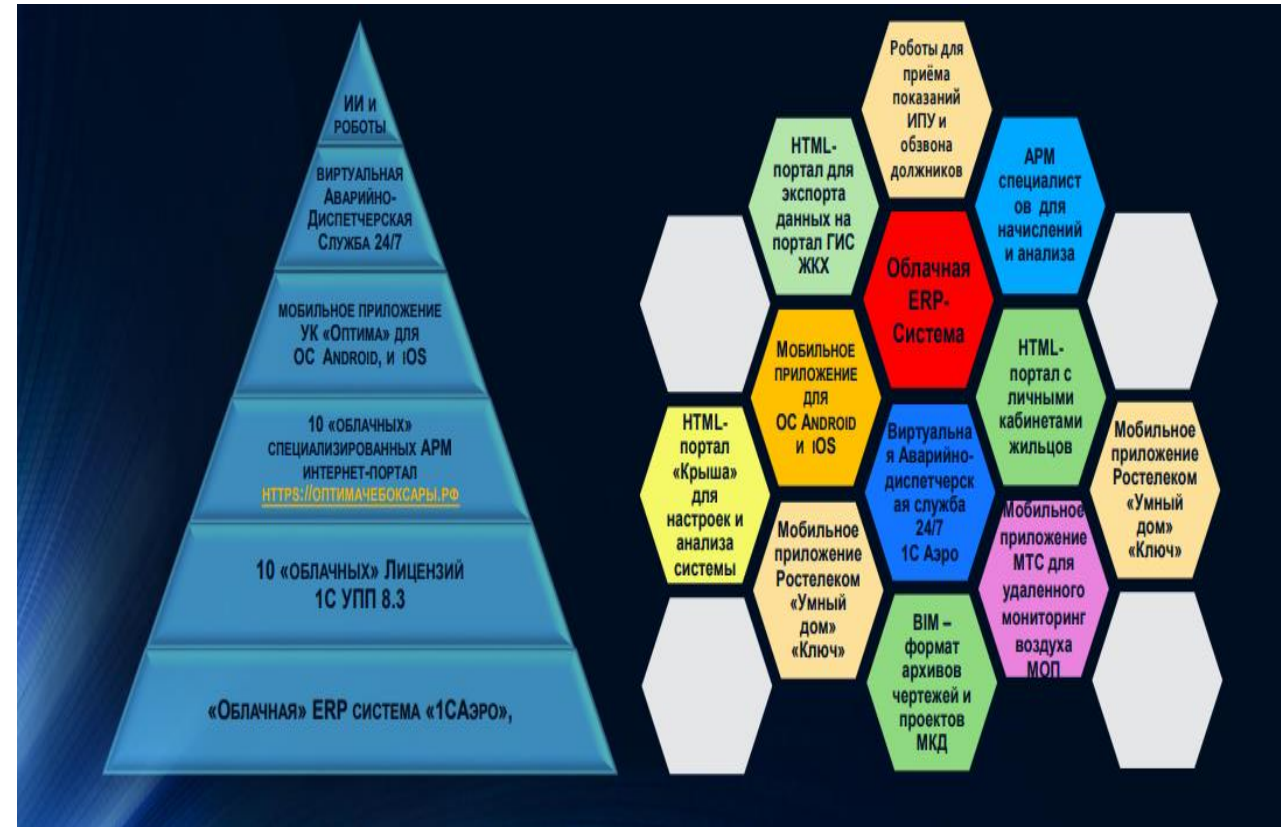 ИИ и
РОБОТЫ
ВИРТУАЛЬНАЯ
АВАРИЙНО-
ДИСПЕТЧЕРСКАЯ
СЛУЖБА 24/7
МОБИЛЬНОЕ ПРИЛОЖЕНИЕ
УК «ОПТИМА» ДЛЯ
ОС ANDROID, И IOS
10 «ОБЛАЧНЫХ»
СПЕЦИАЛИЗИРОВАННЫХ АРМ
ИНТЕРНЕТ-ПОРТАЛ
HTTPS://ОПТИМАЧЕБОКСАРЫ.РФ
10 «ОБЛАЧНЫХ» ЛИЦЕНЗИЙ
1С УПП 8.3
«ОБЛАЧНАЯ» ERP СИСТЕМА «1САЭРО»,
Роботы для
приёма
показаний
ИПУ и
обзвона
должников
HTML-
портал для
экспорта
данных на
портал ГИС
ЖКХ
АРМ
специалист
ов для
начислений
и анализа
Облачная
ERP-
Система
МОБИЛЬНОЕ
ПРИЛОЖЕНИЕ
ДЛЯ
ОС ANDROID
И IOS
HTML-
портал с
личными
кабинетами
жильцов
HTML-
портал
«Крыша»
для
настроек и
анализа
системы
Виртуальна
я Аварийно-
диспетчерск
ая служба
24/7
1С Аэро
Мобильное
приложение
Ростелеком
«Умный
дом»
«Ключ»
Мобильное
приложение
Ростелеком
«Умный
дом»
«Ключ»
Мобильное
приложение
МТС для
удаленного
мониторинг
воздуха
МОП
BIM –
формат
архивов
чертежей и
проектов
МКД